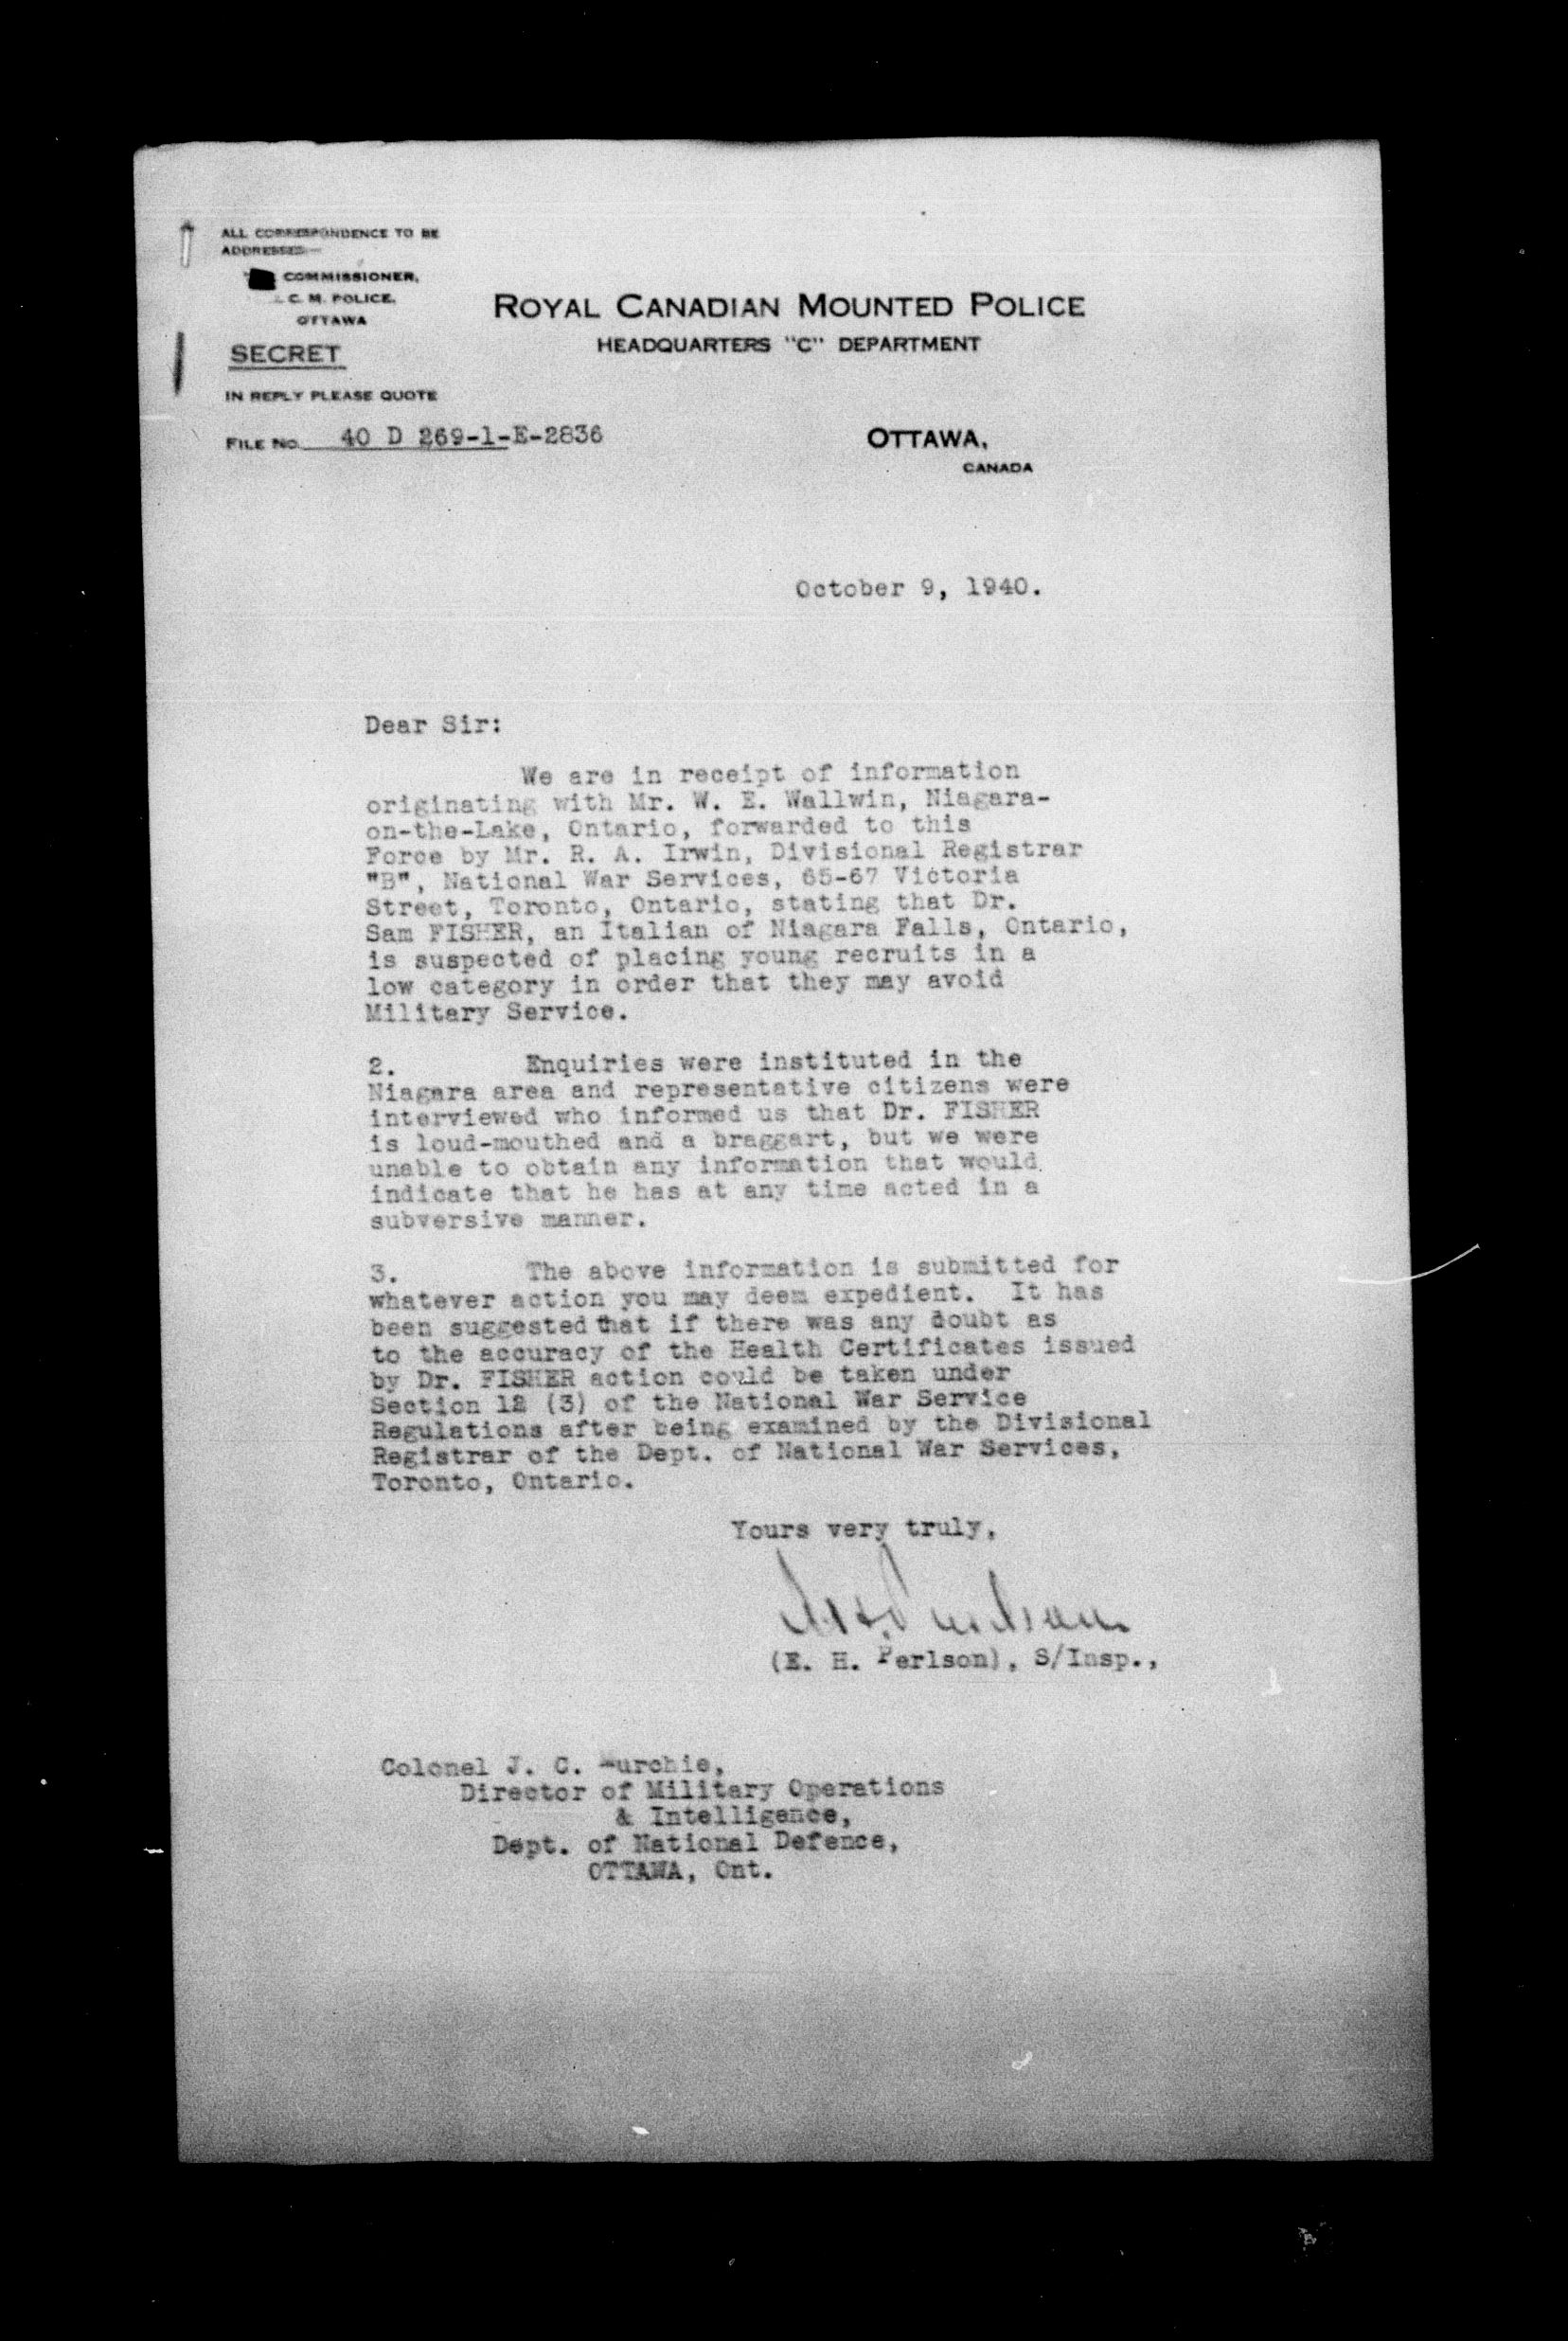 ALL CORRESPONDENCE TO BE
ADDRESSED—
COMMISSIONER,
C. M. POLICE,
OTTAWA
SECRET
IN REPLY PLEASE QUOTE
FILE NO. 40 D 269-1-E-2836
ROYAL CANADIAN MOUNTED POLICE
HEADQUARTERS "C" DEPARTMENT
OTTAWA,
CANADA
October 9, 1940.
Dear Sir:
We are in receipt of information
originating with Mr. W. E. Wallwin, Niagara-
on-the-Lake, Ontario, forwarded to this
Force by Mr. R. A. Irwin, Divisional Registrar
"B", National War Services, 65-67 Victoria
Street, Toronto, Ontario, stating that Dr.
Sam FISHER, an Italian of Niagara Falls, Ontario,
is suspected of placing young recruits in a
low category in order that they may avoid
Military Service.
2. Enquiries were instituted in the
Niagara area and representative citizens were
interviewed who informed us that Dr. FISHER
is loud-mouthed and a braggart, but we were
unable to obtain any information that would
indicate that he has at any time acted in a
subversive manner.
3. The above information is submitted for
whatever action you may deem expedient. It has
been suggested that if there was any doubt as
to the accuracy of the Health Certificates issued
by Dr. FISHER action could be taken under
Section 12 (3) of the National War Service
Regulations after being examined by the Divisional
Registrar of the Dept. of National War Services,
Toronto, Ontario.
Yours very truly,
(E. H. Perlson), S/Insp.,
Colonel J. C. Murchie,
Director of Military Operations
& Intelligence,
Dept. of National Defence,
OTTAWA, Ont.